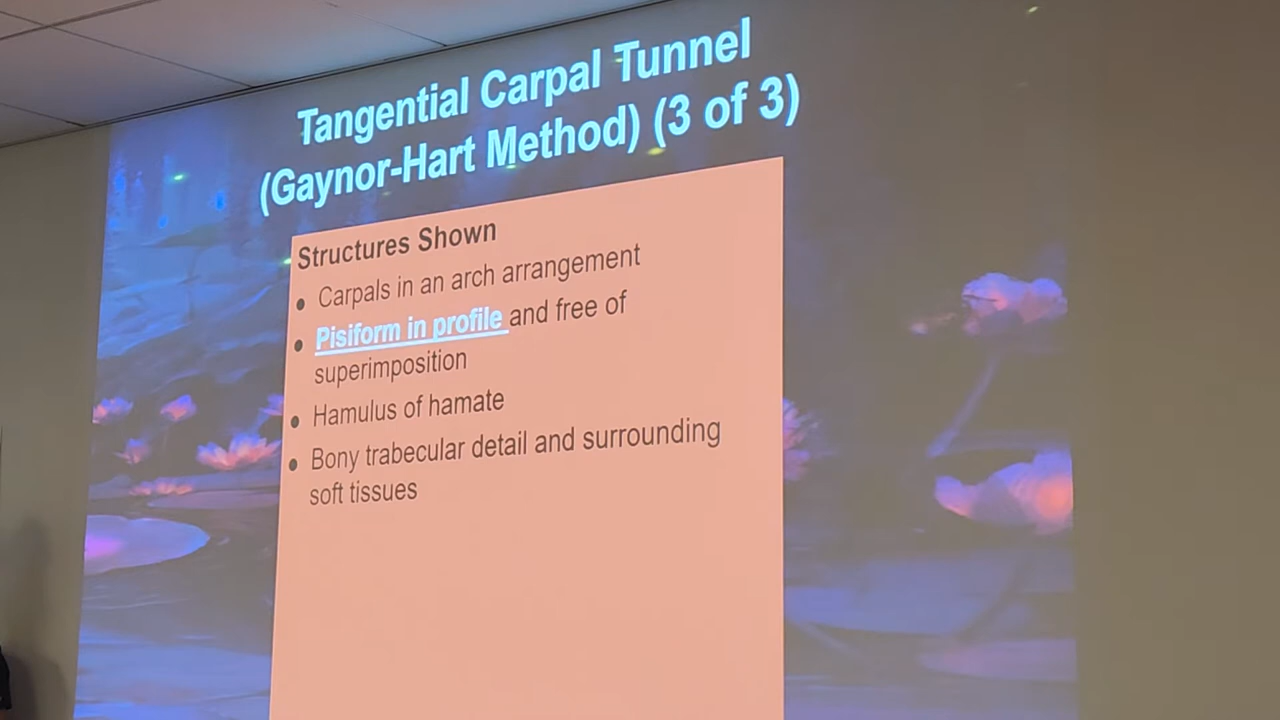 Tangential Carpal Tunnel
(Gaynor-Hart Method) (3 of 3)
Structures Shown
• Carpals in an arch arrangement
• Pisiform in profile and free of
superimposition
• Hamulus of hamate
• Bony trabecular detail and surrounding
soft tissues